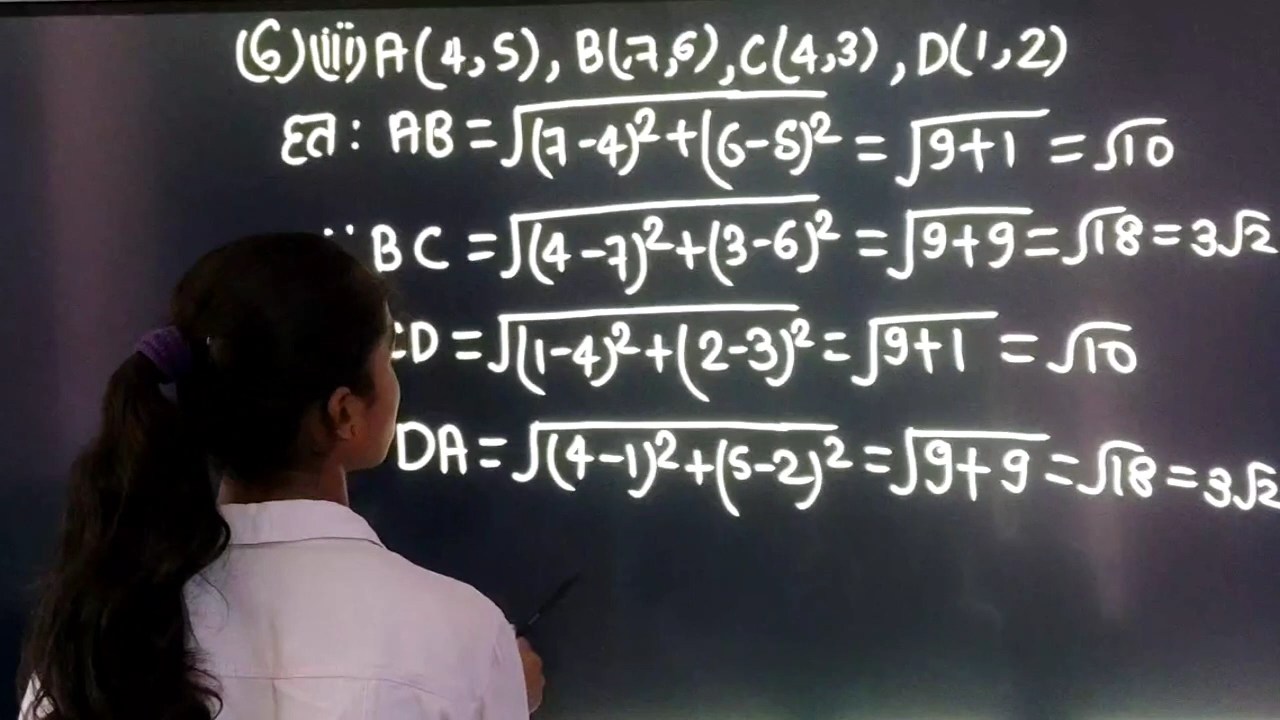 (6)(iii) A(4,5), B(7,6), C(4,3), D(1,2)
हल: AB = √(7-4)²+(6-5)² = √9+1 = √10
BC = √(4-7)²+(3-6)² = √9+9 = √18 = 3√2
CD = √(1-4)²+(2-3)² = √9+1 = √10
DA = √(4-1)²+(5-2)² = √9+9 = √18 = 3√2